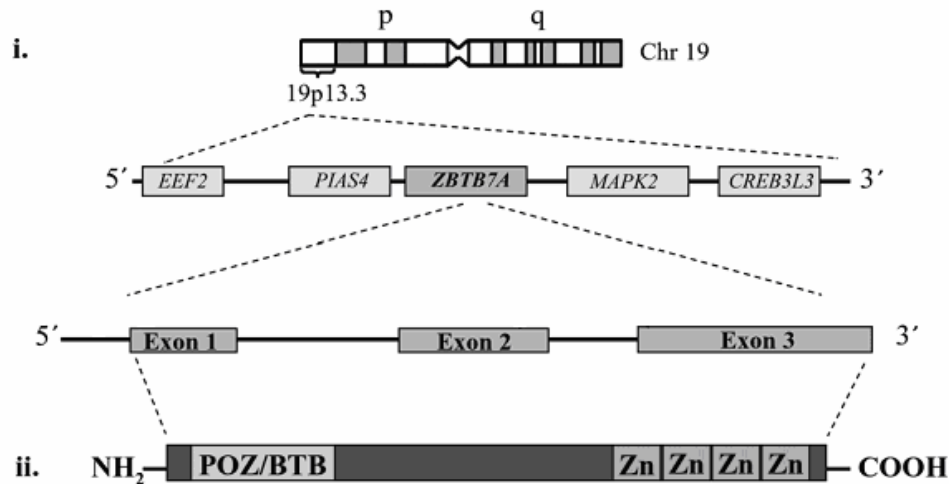 p q
i. Chr 19
19p13.3
5′ EEF2 PIAS4 ZBTB7A MAPK2 CREB3L3 3′
5′ Exon 1 Exon 2 Exon 3 3′
ii. NH₂ POZ/BTB Zn Zn Zn Zn COOH